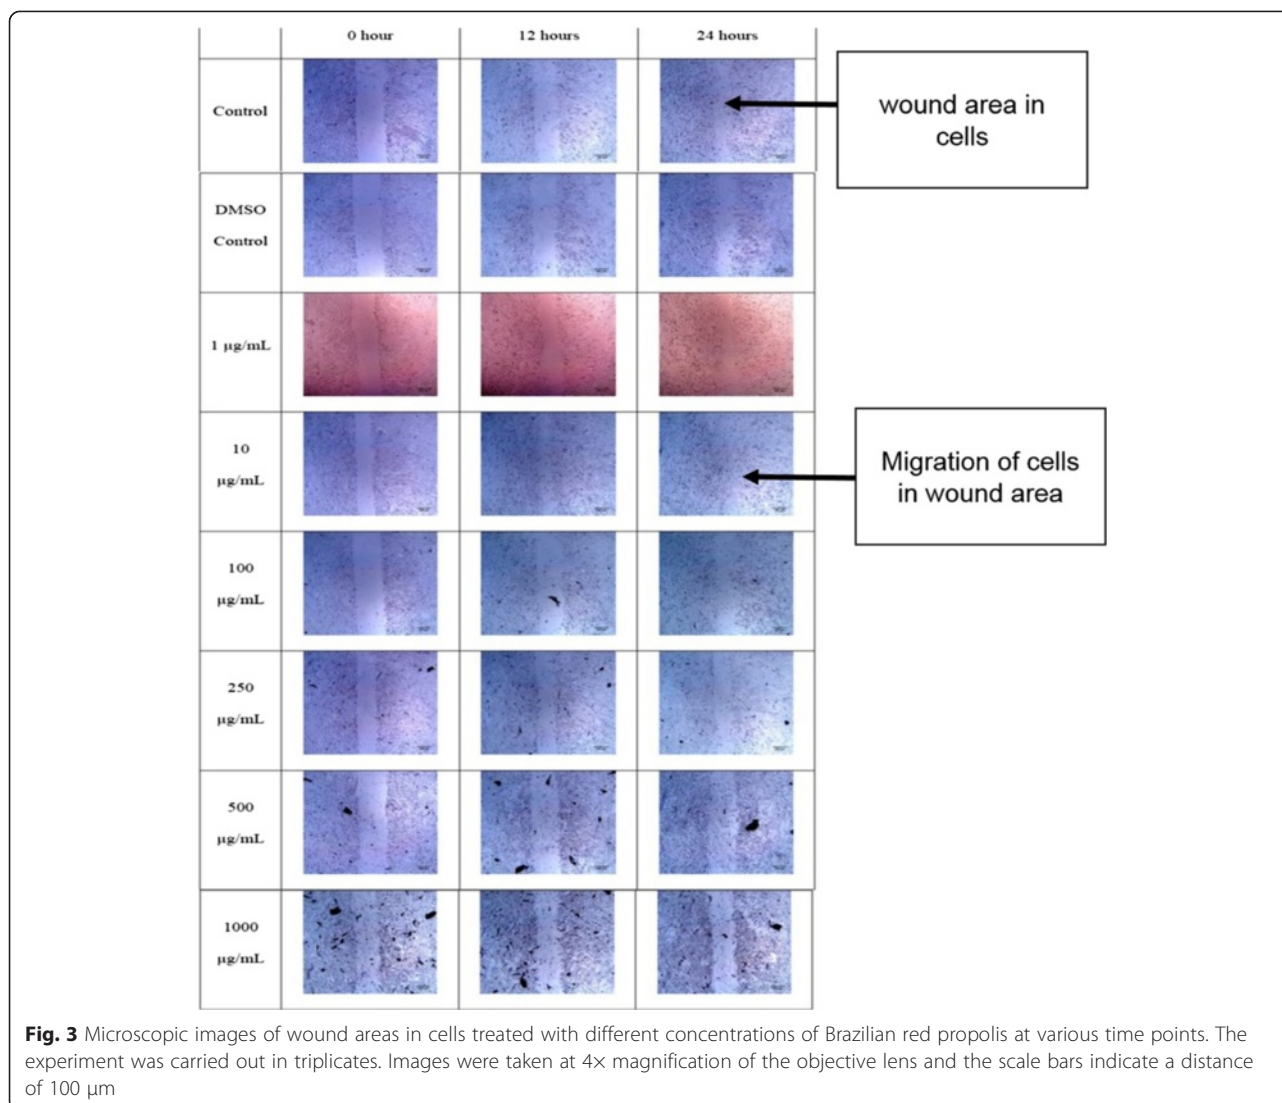 0 hour 12 hours 24 hours
Control
wound area in
cells
DMSO
Control
1 µg/mL
10
µg/mL
Migration of cells
in wound area
100
µg/mL
250
µg/mL
500
µg/mL
1000
µg/mL
Fig. 3 Microscopic images of wound areas in cells treated with different concentrations of Brazilian red propolis at various time points. The
experiment was carried out in triplicates. Images were taken at 4× magnification of the objective lens and the scale bars indicate a distance
of 100 µm